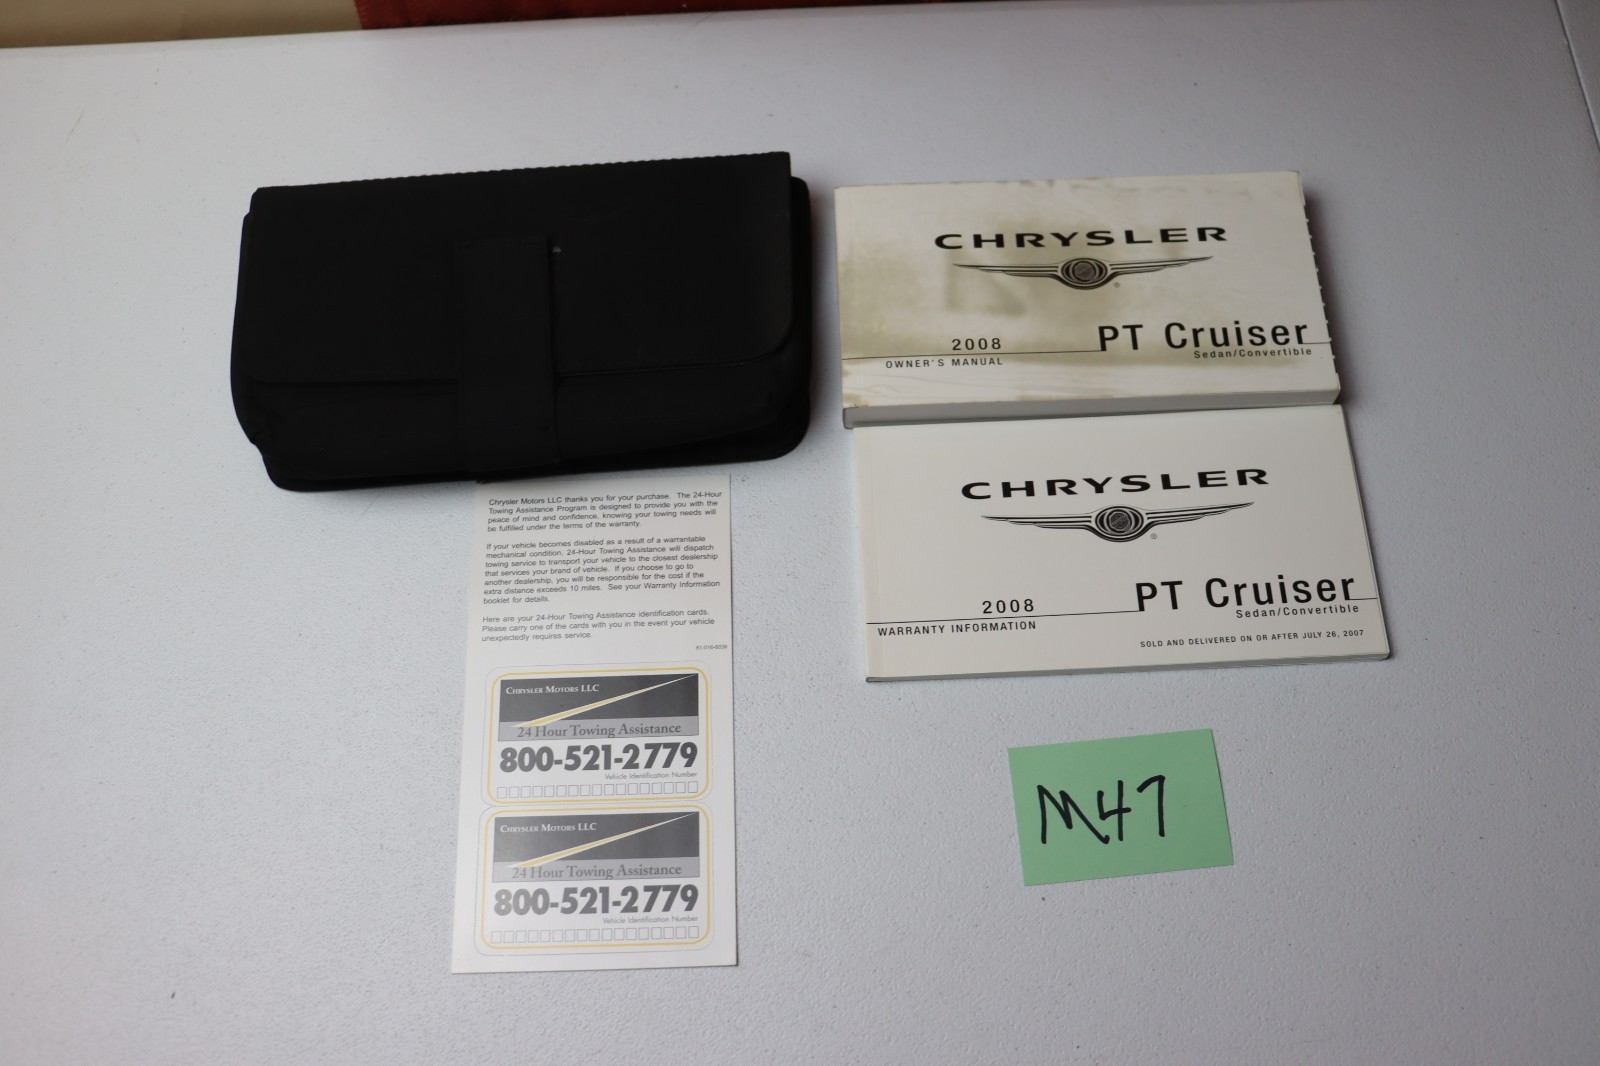 CHRYSLER
2008
PT Cruiser
OWNER'S MANUAL
Sedan/Convertible
CHRYSLER
®
2008
PT Cruiser
WARRANTY INFORMATION
Sedan/Convertible
SOLD AND DELIVERED ON OR AFTER JULY 26, 2007
Chrysler Motors LLC thanks you for your purchase. The 24-Hour
Towing Assistance Program is designed to provide you with the
peace of mind and confidence, knowing your towing needs will
be fulfilled under the terms of the warranty.
If your vehicle becomes disabled as a result of a warrantable
mechanical condition, 24-Hour Towing Assistance will dispatch
towing service to transport your vehicle to the closest dealership
that services your brand of vehicle. If you choose to go to
another dealership, you will be responsible for the cost if the
extra distance exceeds 10 miles. See your Warranty Information
booklet for details.
Here are your 24-Hour Towing Assistance identification cards.
Please carry one of the cards with you in the event your vehicle
unexpectedly requires service.
CHRYSLER MOTORS LLC
24 Hour Towing Assistance
800-521-2779
Vehicle Identification Number
CHRYSLER MOTORS LLC
24 Hour Towing Assistance
800-521-2779
Vehicle Identification Number
M47